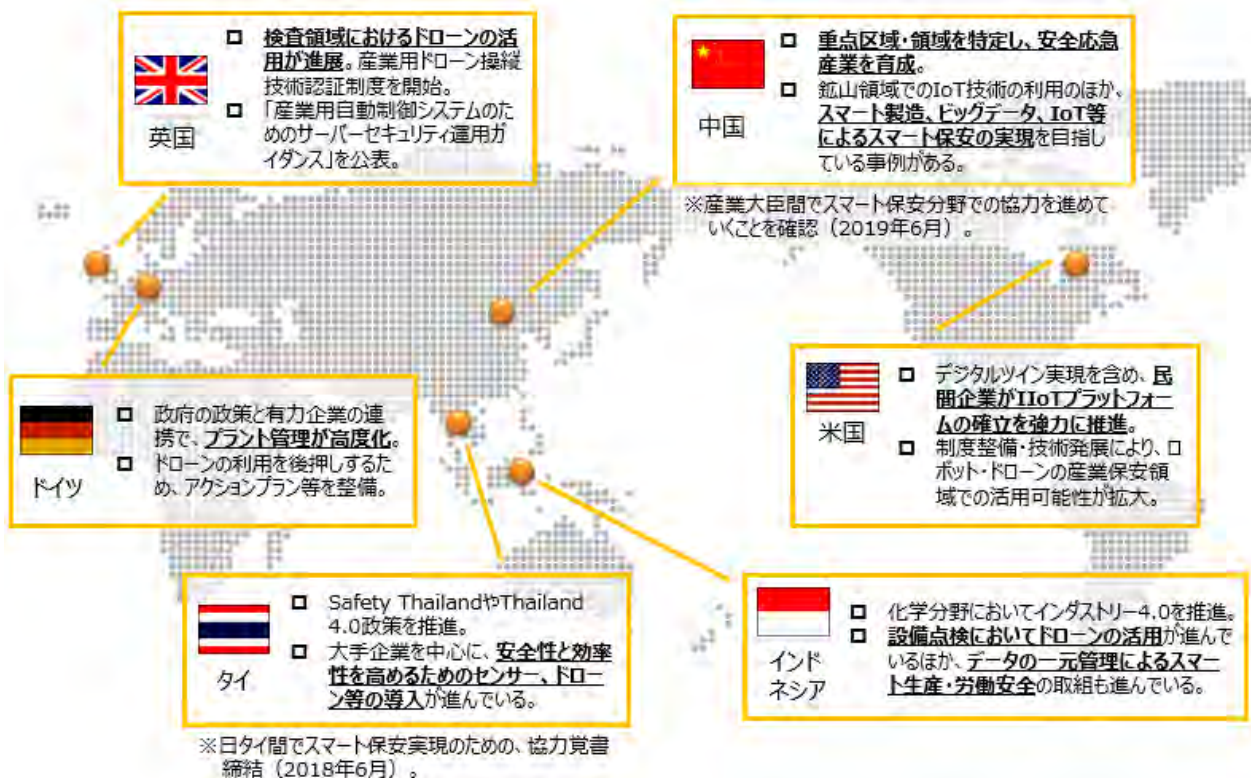 □ 検査領域におけるドローンの活
用が進展。産業用ドローン操縦
技術認証制度を開始。
□ 「産業用自動制御システムのた
めのサーバーセキュリティ運用ガ
イダンス」を公表。
英国
□ 重点区域・領域を特定し、安全応急
産業を育成。
□ 鉱山領域でのIoT技術の利用のほか、
スマート製造、ビッグデータ、IoT等
によるスマート保安の実現を目指し
ている事例がある。
中国
※産業大臣間でスマート保安分野での協力を進めて
いくことを確認（2019年6月）。
□ 政府の政策と有力企業の連
携で、プラント管理が高度化。
□ ドローンの利用を後押しするた
め、アクションプラン等を整備。
ドイツ
□ デジタルツイン実現を含め、民
間企業がIIoTプラットフォー
ムの確立を強力に推進。
□ 制度整備・技術発展により、ロ
ボット・ドローンの産業保安領
域での活用可能性が拡大。
米国
□ Safety ThailandやThailand
4.0政策を推進。
□ 大手企業を中心に、安全性と効率
性を高めるためのセンサー、ドロー
ン等の導入が進んでいる。
タイ
※日タイ間でスマート保安実現のための、協力覚書
締結（2018年6月）。
□ 化学分野においてインダストリー4.0を推進。
□ 設備点検においてドローンの活用が進んで
いるほか、データの一元管理によるスマー
ト生産・労働安全の取組も進んでいる。
インド
ネシア